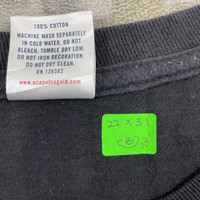 100% COTTON
MACHINE WASH SEPARATELY
IN COLD WATER. DO NOT
BLEACH. TUMBLE DRY LOW.
DO NOT IRON DECORATION.
DO NOT DRY CLEAN.
RN 128382
www.acapulcogold.com
22 x 31